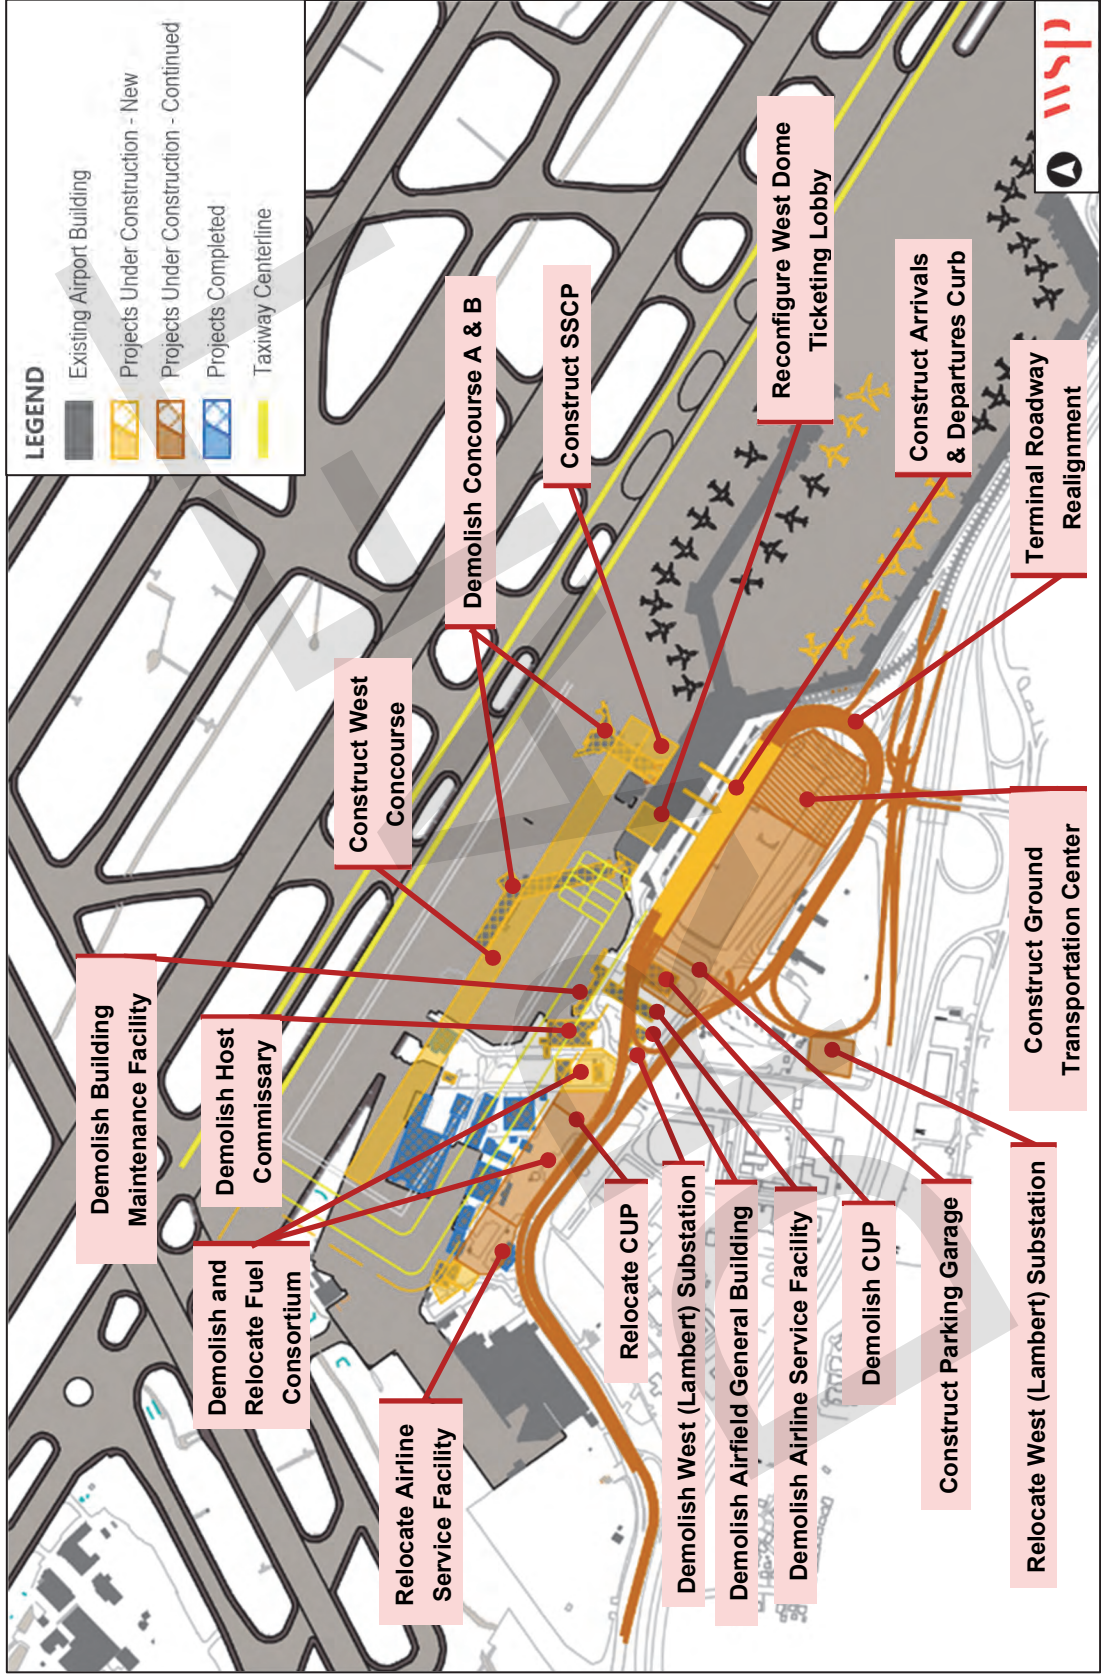 LEGEND
Existing Airport Building
Projects Under Construction - New
Projects Under Construction - Continued
Projects Completed
Taxiway Centerline
wsp
Demolish Building
Maintenance Facility
Demolish Host
Commissary
Demolish and
Relocate Fuel
Consortium
Relocate Airline
Service Facility
Construct West
Concourse
Demolish Concourse A & B
Construct SSCP
Reconfigure West Dome
Ticketing Lobby
Construct Arrivals
& Departures Curb
Terminal Roadway
Realignment
Relocate CUP
Demolish West (Lambert) Substation
Demolish Airfield General Building
Demolish Airline Service Facility
Demolish CUP
Construct Parking Garage
Relocate West (Lambert) Substation
Construct Ground
Transportation Center
DRAFT